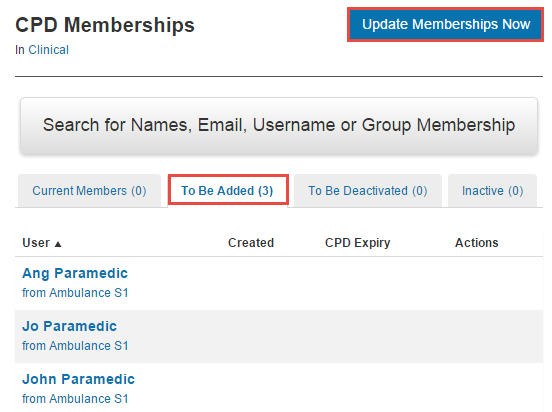 CPD Memberships
Update Memberships Now
In Clinical
Search for Names, Email, Username or Group Membership
Current Members (0)
To Be Added (3)
To Be Deactivated (0)
Inactive (0)
User ▲ Created CPD Expiry Actions
Ang Paramedic
from Ambulance S1
Jo Paramedic
from Ambulance S1
John Paramedic
from Ambulance S1